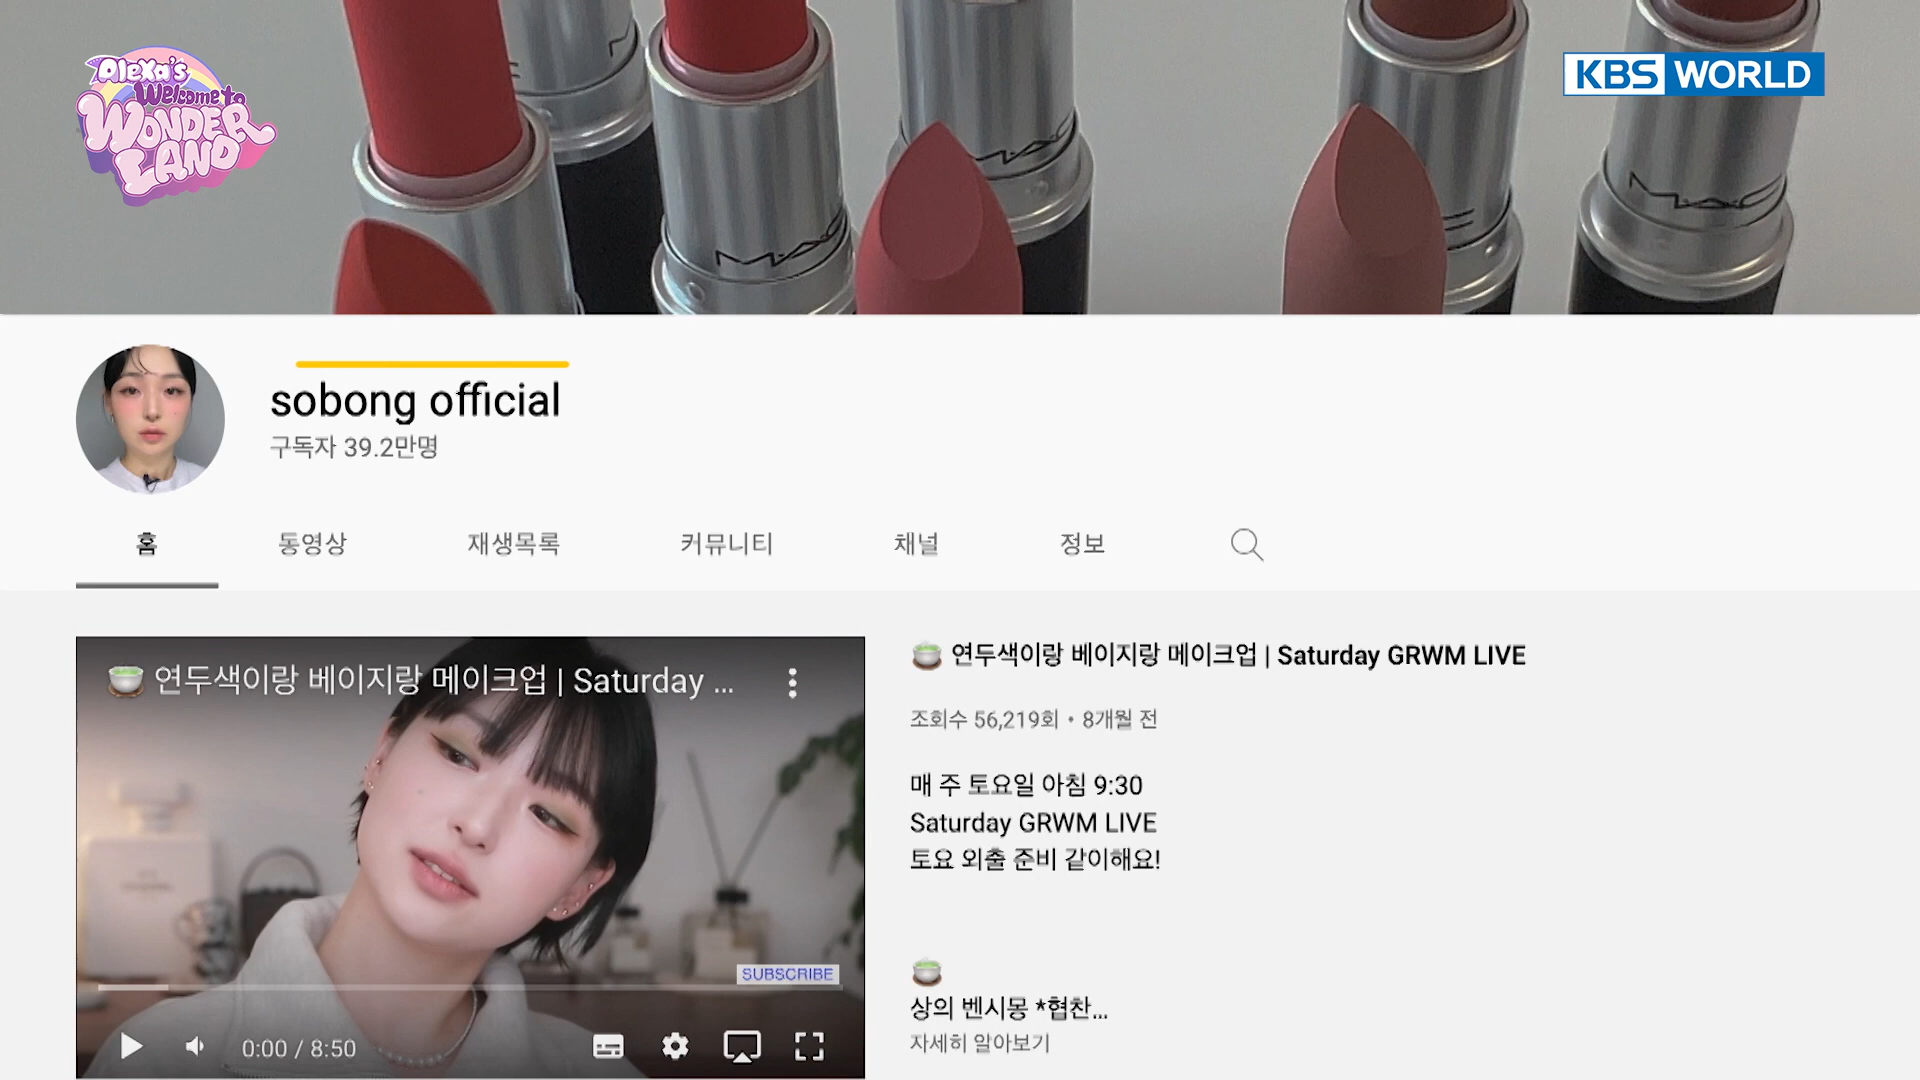 AleXa's
Welcome to
WONDER
LAND
KBS WORLD
MAC
MAC
MAC
sobong official
구독자 39.2만명
홈 동영상 재생목록 커뮤니티 채널 정보
연두색이랑 베이지랑 메이크업 | Saturday ...
SUBSCRIBE
0:00 / 8:50
연두색이랑 베이지랑 메이크업 | Saturday GRWM LIVE
조회수 56,219회 • 8개월 전
매 주 토요일 아침 9:30
Saturday GRWM LIVE
토요 외출 준비 같이해요!
상의 벤시몽 *협찬...
자세히 알아보기